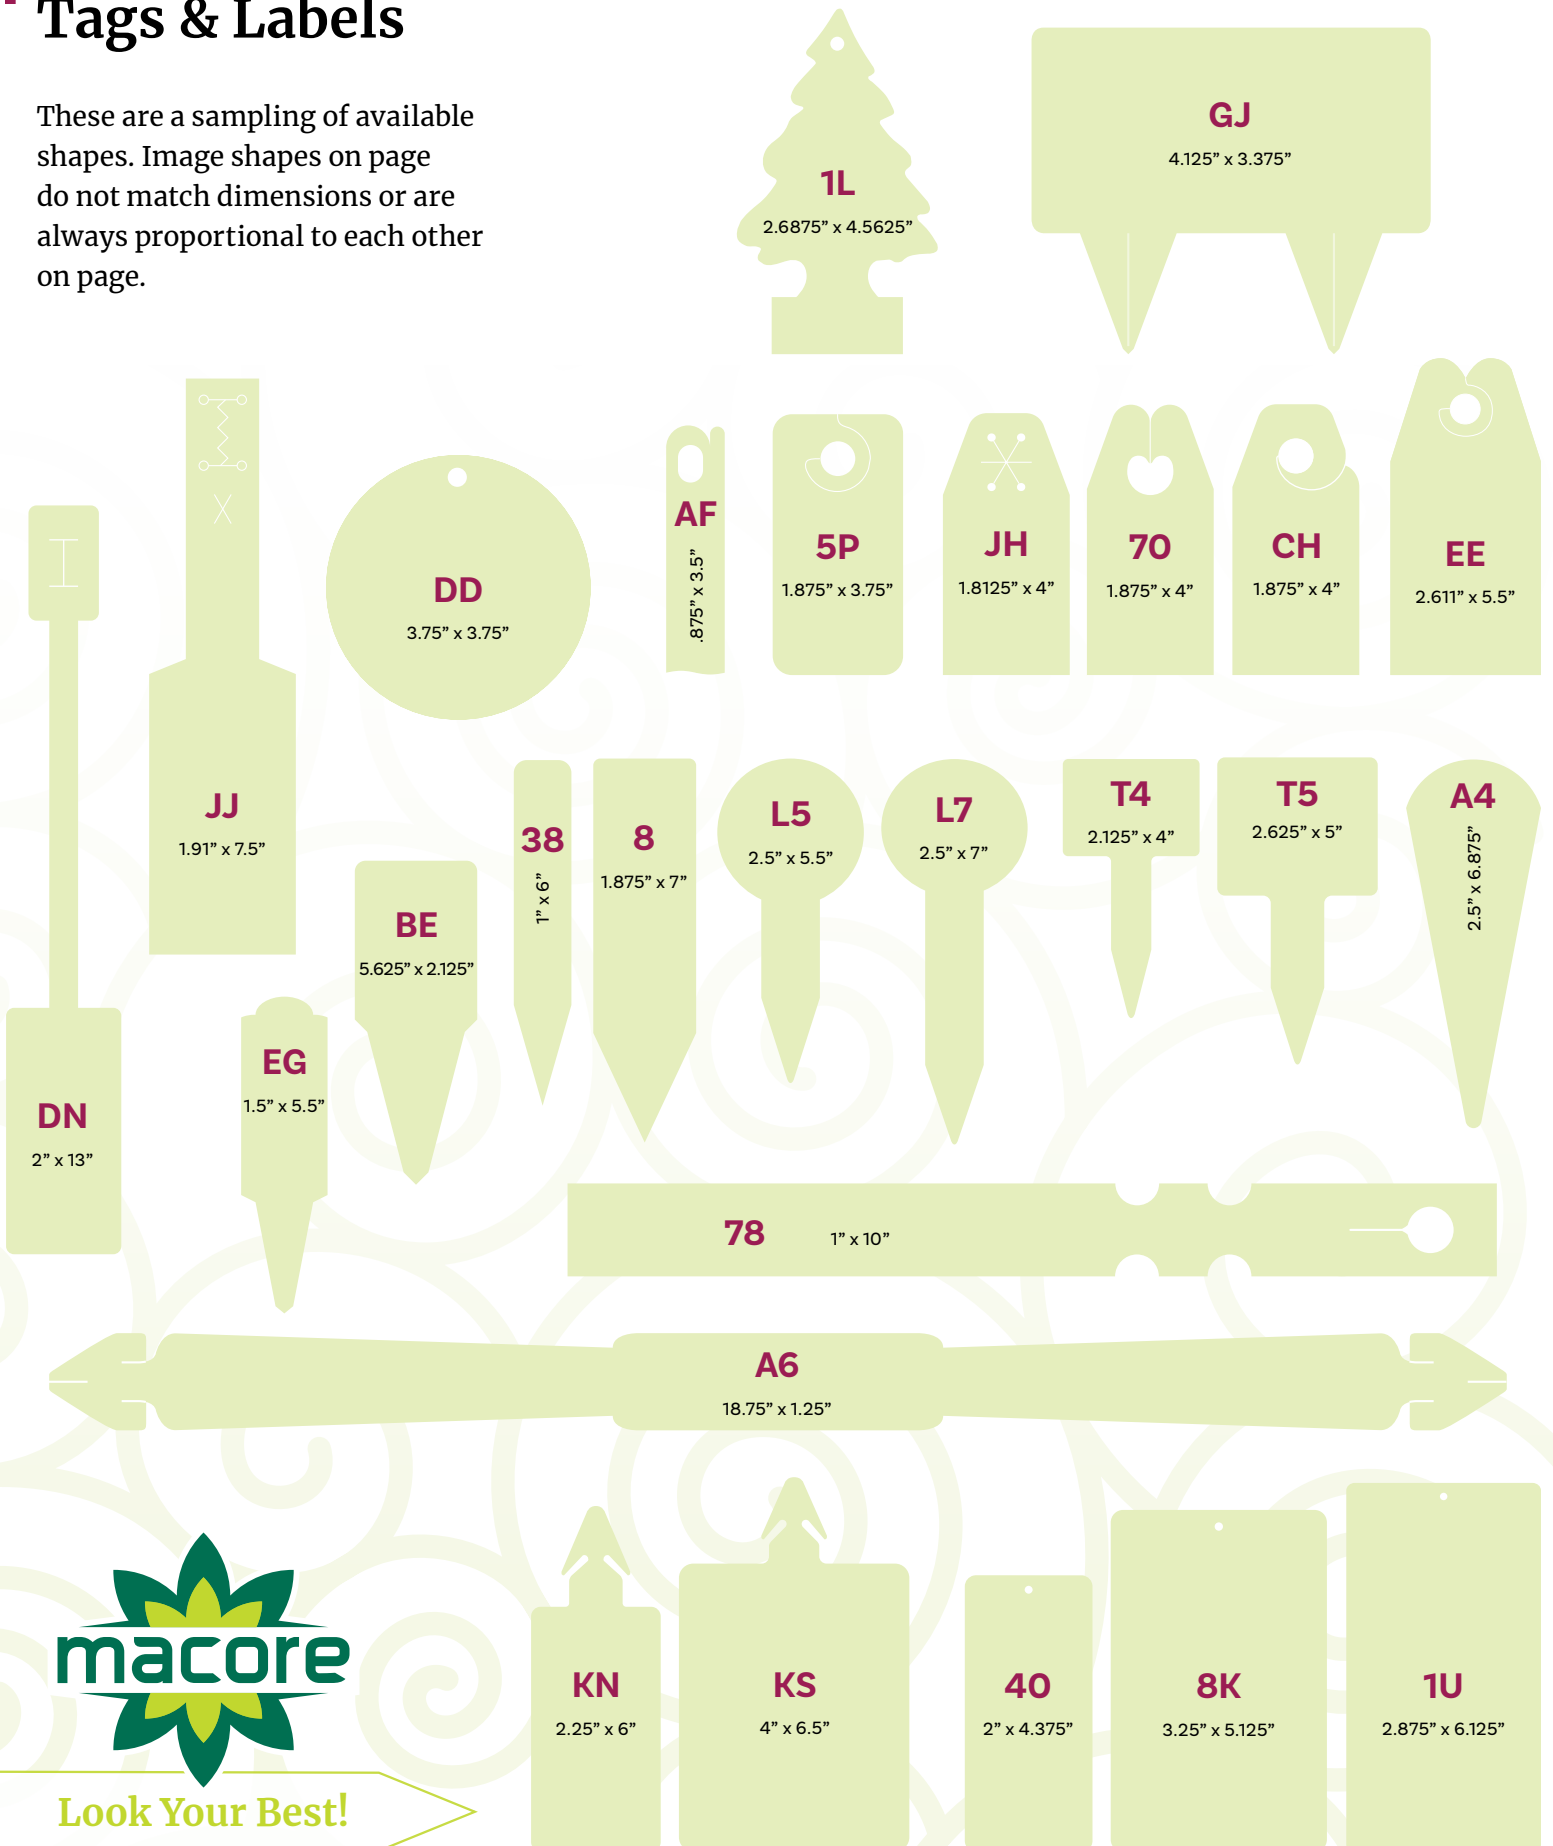 Tags & Labels
These are a sampling of available
shapes. Image shapes on page
do not match dimensions or are
always proportional to each other
on page.
1L
2.6875” x 4.5625”
GJ
4.125” x 3.375”
JJ
1.91” x 7.5”
DD
3.75” x 3.75”
AF
.875” x 3.5”
5P
1.875” x 3.75”
JH
1.8125” x 4”
70
1.875” x 4”
CH
1.875” x 4”
EE
2.611” x 5.5”
DN
2” x 13”
EG
1.5” x 5.5”
BE
5.625” x 2.125”
38
1” x 6”
8
1.875” x 7”
L5
2.5” x 5.5”
L7
2.5” x 7”
T4
2.125” x 4”
T5
2.625” x 5”
A4
2.5” x 6.875”
78
1” x 10”
A6
18.75” x 1.25”
macore
Look Your Best!
KN
2.25” x 6”
KS
4” x 6.5”
40
2” x 4.375”
8K
3.25” x 5.125”
1U
2.875” x 6.125”